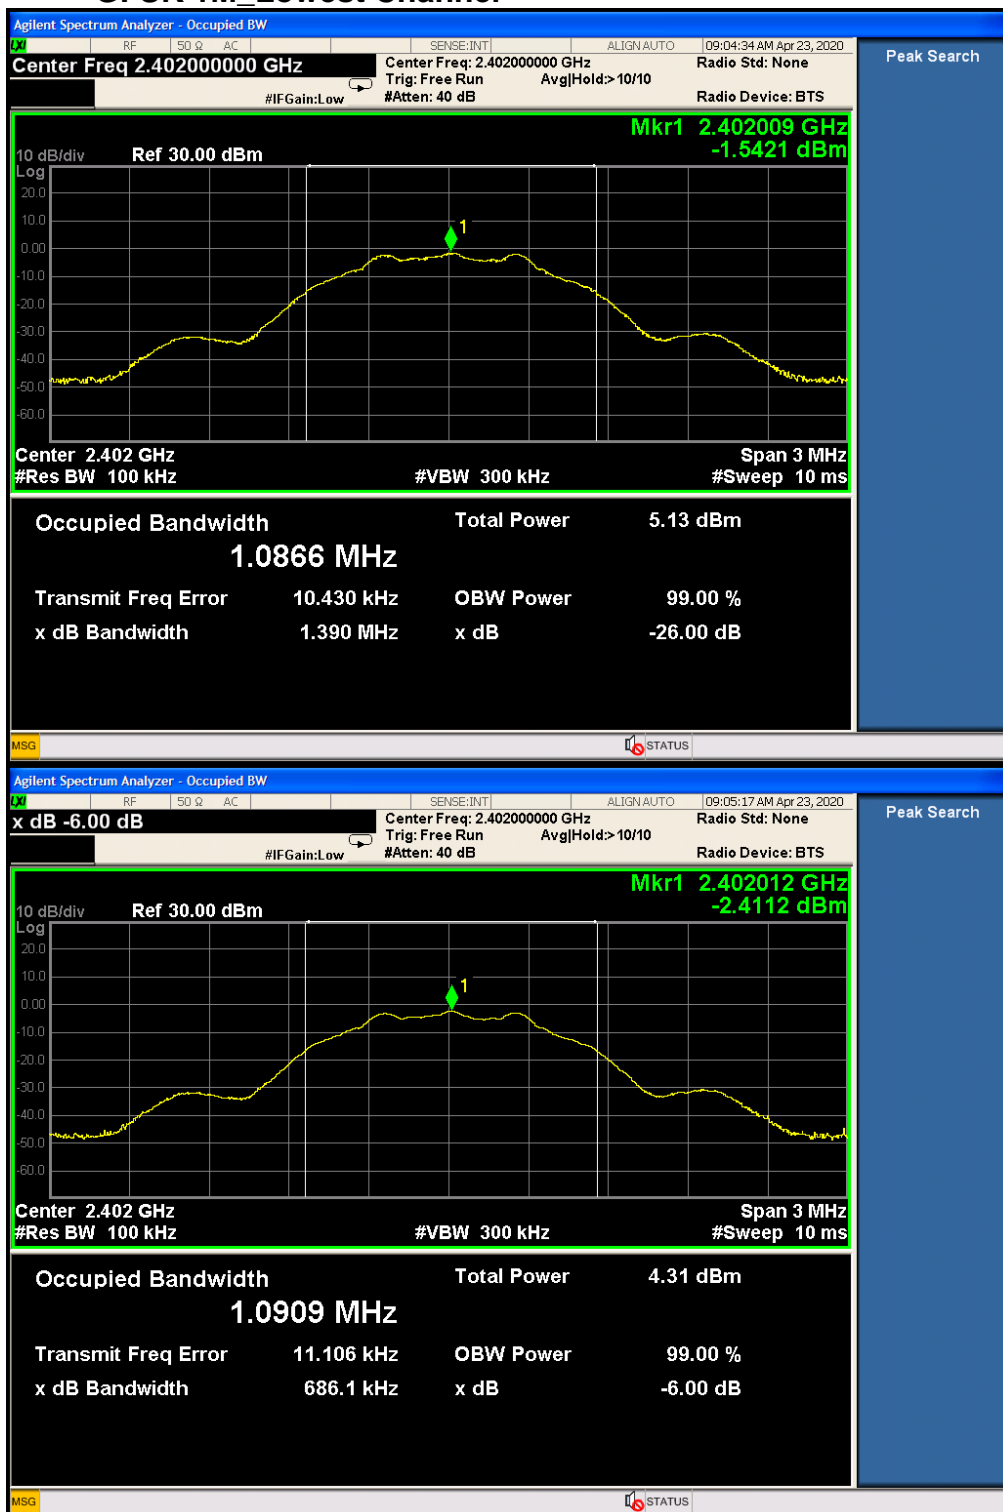 Agilent Spectrum Analyzer - Occupied BW
LXI RF 50 Ω AC SENSE:INT ALIGN AUTO 09:04:34 AM Apr 23, 2020
Center Freq 2.402000000 GHz Center Freq: 2.402000000 GHz Radio Std: None Peak Search
Trig: Free Run Avg|Hold:>10/10
#IFGain:Low #Atten: 40 dB Radio Device: BTS
Mkr1 2.402009 GHz
-1.5421 dBm
10 dB/div Ref 30.00 dBm
Log
20.0
10.0
0.00
-10.0
-20.0
-30.0
-40.0
-50.0
-60.0
1
Center 2.402 GHz Span 3 MHz
#Res BW 100 kHz #VBW 300 kHz #Sweep 10 ms
Occupied Bandwidth Total Power 5.13 dBm
1.0866 MHz
Transmit Freq Error 10.430 kHz OBW Power 99.00 %
x dB Bandwidth 1.390 MHz x dB -26.00 dB
MSG STATUS
Agilent Spectrum Analyzer - Occupied BW
LXI RF 50 Ω AC SENSE:INT ALIGN AUTO 09:05:17 AM Apr 23, 2020
x dB -6.00 dB Center Freq: 2.402000000 GHz Radio Std: None Peak Search
Trig: Free Run Avg|Hold:>10/10
#IFGain:Low #Atten: 40 dB Radio Device: BTS
Mkr1 2.402012 GHz
-2.4112 dBm
10 dB/div Ref 30.00 dBm
Log
20.0
10.0
0.00
-10.0
-20.0
-30.0
-40.0
-50.0
-60.0
1
Center 2.402 GHz Span 3 MHz
#Res BW 100 kHz #VBW 300 kHz #Sweep 10 ms
Occupied Bandwidth Total Power 4.31 dBm
1.0909 MHz
Transmit Freq Error 11.106 kHz OBW Power 99.00 %
x dB Bandwidth 686.1 kHz x dB -6.00 dB
MSG STATUS